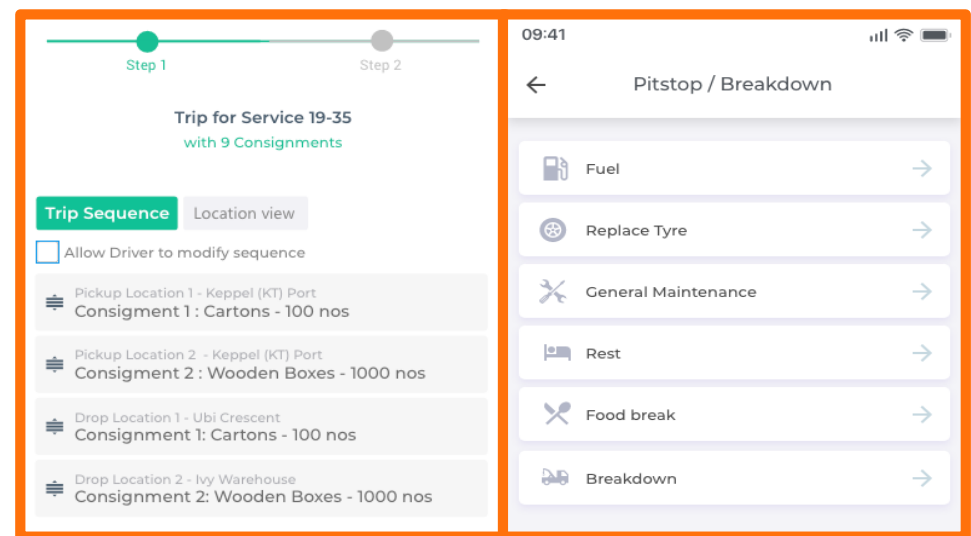 Step 1
Step 2
Trip for Service 19-35
with 9 Consignments
Trip Sequence
Location view
Allow Driver to modify sequence
Pickup Location 1 - Keppel (KT) Port
Consigment 1 : Cartons - 100 nos
Pickup Location 2 - Keppel (KT) Port
Consigment 2 : Wooden Boxes - 1000 nos
Drop Location 1 - Ubi Crescent
Consignment 1: Cartons - 100 nos
Drop Location 2 - Ivy Warehouse
Consignment 2: Wooden Boxes - 1000 nos
09:41
Pitstop / Breakdown
Fuel
Replace Tyre
General Maintenance
Rest
Food break
Breakdown